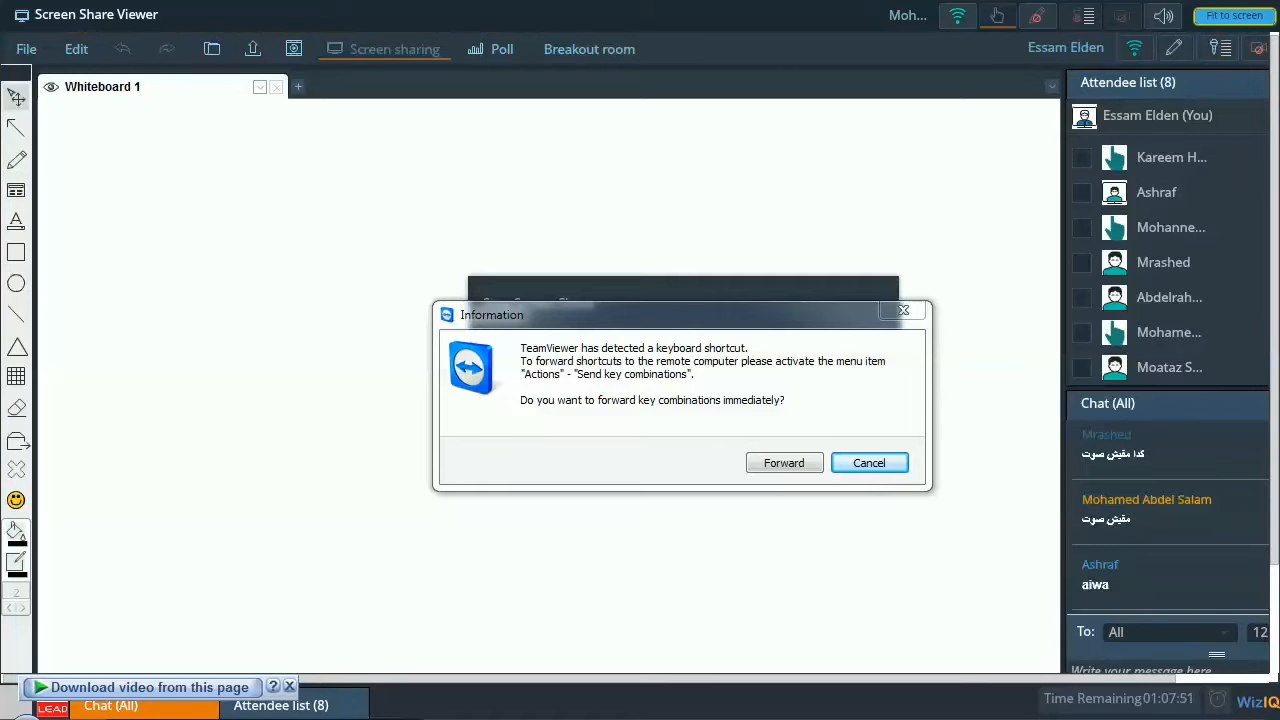 Screen Share Viewer
Moh...
Fit to screen
File
Edit
Screen sharing
Poll
Breakout room
Essam Elden
Whiteboard 1
Attendee list (8)
Essam Elden (You)
Kareem H...
Ashraf
Mohanne...
Mrashed
Abdelrah...
Mohame...
Moataz S...
Information
TeamViewer has detected a keyboard shortcut.
To forward shortcuts to the remote computer please activate the menu item
"Actions" - "Send key combinations".
Do you want to forward key combinations immediately?
Forward
Cancel
Chat (All)
Mrashed
كدا مفيش صوت
Mohamed Abdel Salam
مفيش صوت
Ashraf
aiwa
To:
All
12
Write your message here
2
Download video from this page
?
LEAD
Chat (All)
Attendee list (8)
Time Remaining 01:07:51
WizIQ